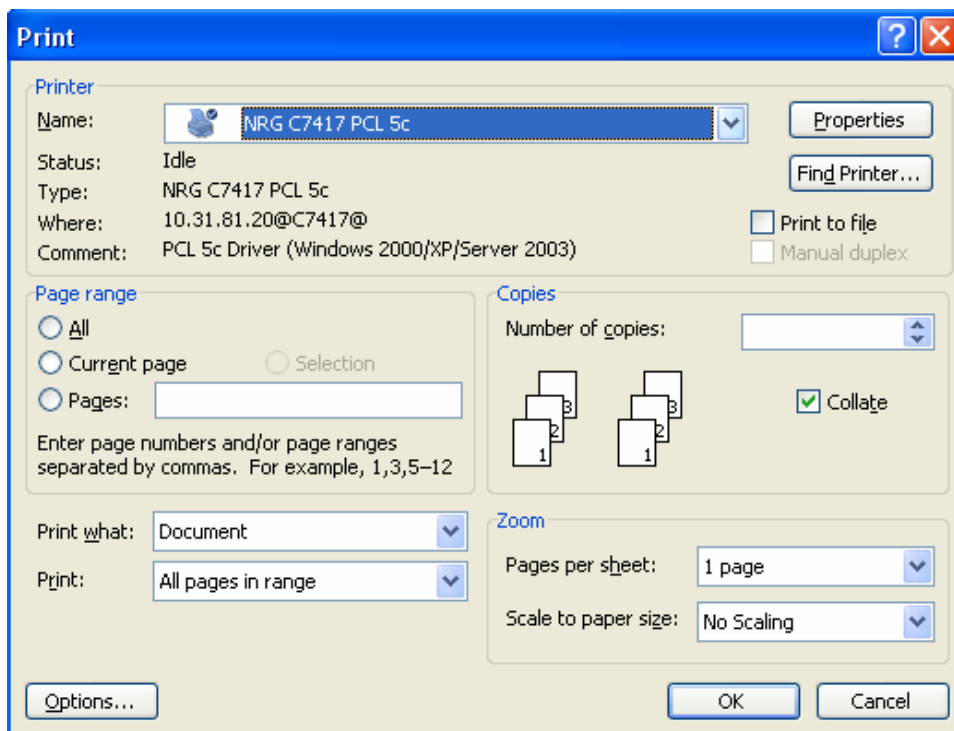 Print
Printer
Name: NRG C7417 PCL 5c Properties
Status: Idle
Find Printer...
Type: NRG C7417 PCL 5c
Where: 10.31.81.20@C7417@
Print to file
Comment: PCL 5c Driver (Windows 2000/XP/Server 2003)
Manual duplex
Page range
All
Current page Selection
Pages:
Enter page numbers and/or page ranges
separated by commas. For example, 1,3,5–12
Copies
Number of copies:
3 3
2 2
1 1
Collate
Print what: Document
Print: All pages in range
Zoom
Pages per sheet: 1 page
Scale to paper size: No Scaling
Options... OK Cancel